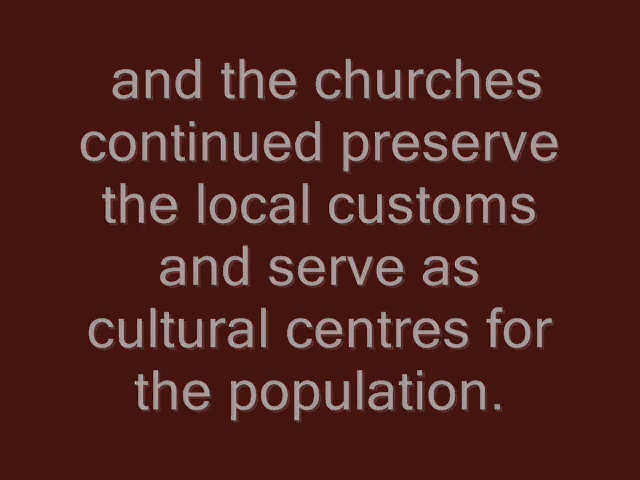 and the churches
continued preserve
the local customs
and serve as
cultural centres for
the population.